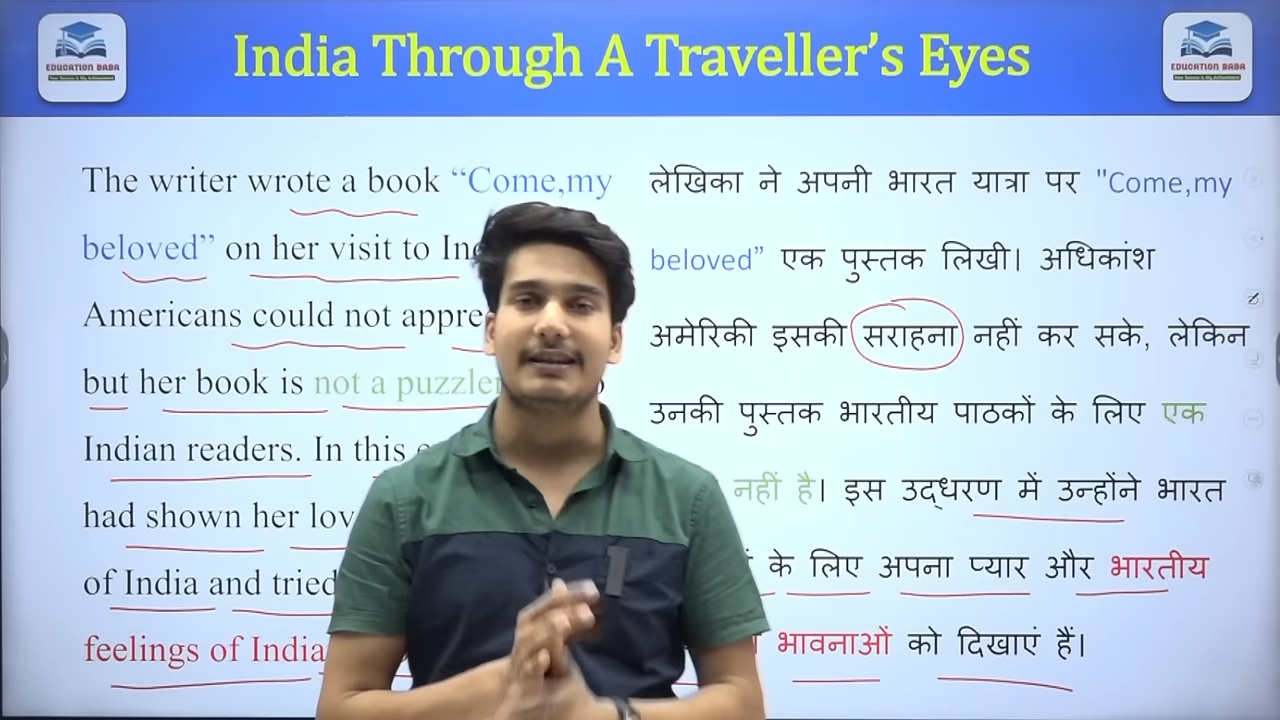 India Through A Traveller's Eyes
EDUCATION BABA
EDUCATION BABA
The writer wrote a book “Come,my
beloved” on her visit to
Americans could not
but her book is not a
Indian readers. In this
had shown her
of India and tried
feelings of
लेखिका ने अपनी भारत यात्रा पर "Come,my
beloved” एक पुस्तक लिखी। अधिकांश
अमेरिकी इसकी सराहना नहीं कर सके, लेकिन
उनकी पुस्तक भारतीय पाठकों के लिए एक
नहीं है। इस उद्धरण में उन्होंने भारत
के लिए अपना प्यार और भारतीय
भावनाओं को दिखाएं हैं।